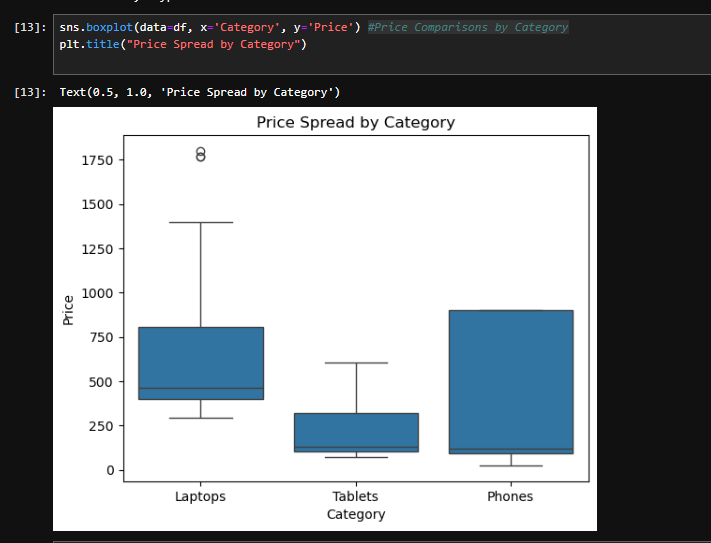 [13]: sns.boxplot(data=df, x='Category', y='Price') #Price Comparisons by Category
plt.title("Price Spread by Category")
[13]: Text(0.5, 1.0, 'Price Spread by Category')
Price Spread by Category
1750
1500
1250
1000
750
500
250
0
Price
Laptops Tablets Phones
Category